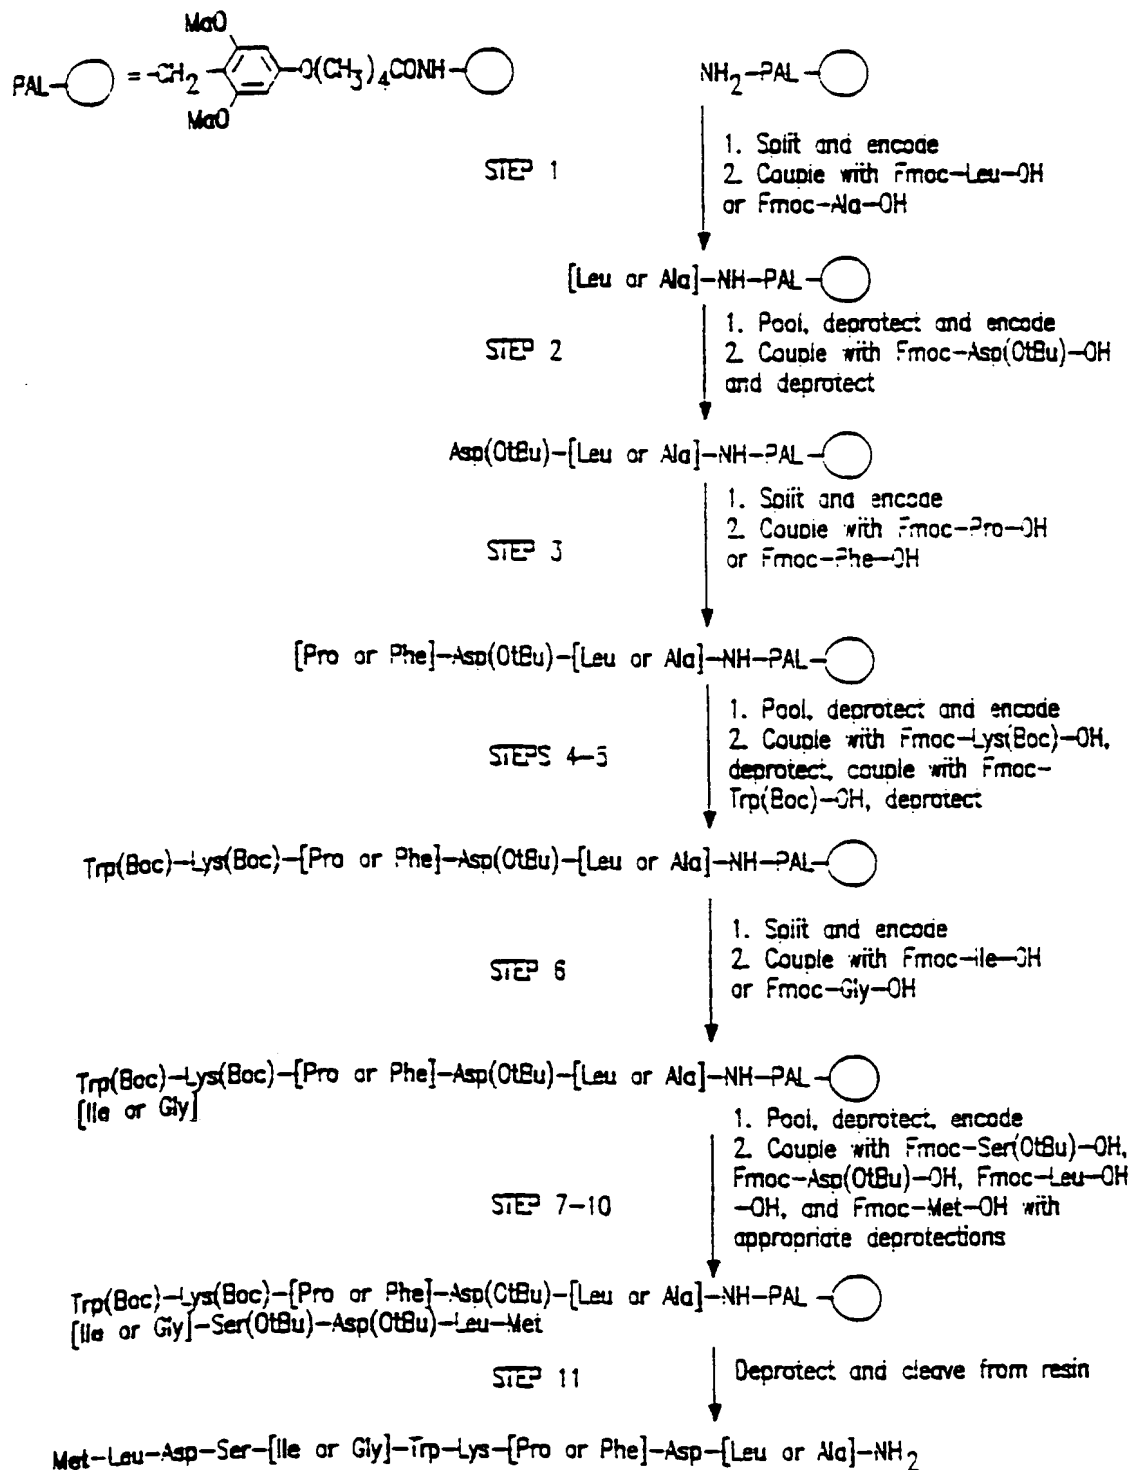 MaO
PAL = -CH2 O(CH3)4CONH-
MaO
NH2-PAL-
STEP 1
1. Split and encode
2. Couple with Fmoc-Leu-OH
or Fmoc-Ala-OH
[Leu or Ala]-NH-PAL-
STEP 2
1. Pool, deprotect and encode
2. Couple with Fmoc-Asp(OtBu)-OH
and deprotect
Asp(OtBu)-[Leu or Ala]-NH-PAL-
STEP 3
1. Split and encode
2. Couple with Fmoc-Pro-OH
or Fmoc-Phe-OH
[Pro or Phe]-Asp(OtBu)-[Leu or Ala]-NH-PAL-
STEPS 4-5
1. Pool, deprotect and encode
2. Couple with Fmoc-Lys(Boc)-OH,
deprotect, couple with Fmoc-
Trp(Boc)-OH, deprotect
Trp(Boc)-Lys(Boc)-[Pro or Phe]-Asp(OtBu)-[Leu or Ala]-NH-PAL-
STEP 6
1. Split and encode
2. Couple with Fmoc-Ile-OH
or Fmoc-Gly-OH
Trp(Boc)-Lys(Boc)-[Pro or Phe]-Asp(OtBu)-[Leu or Ala]-NH-PAL-
[Ile or Gly]
STEP 7-10
1. Pool, deprotect, encode
2. Couple with Fmoc-Ser(OtBu)-OH,
Fmoc-Asp(OtBu)-OH, Fmoc-Leu-OH
-OH, and Fmoc-Met-OH with
appropriate deprotections
Trp(Boc)-Lys(Boc)-[Pro or Phe]-Asp(OtBu)-[Leu or Ala]-NH-PAL-
[Ile or Gly]-Ser(OtBu)-Asp(OtBu)-Leu-Met
STEP 11
Deprotect and cleave from resin
Met-Leu-Asp-Ser-[Ile or Gly]-Trp-Lys-[Pro or Phe]-Asp-[Leu or Ala]-NH2